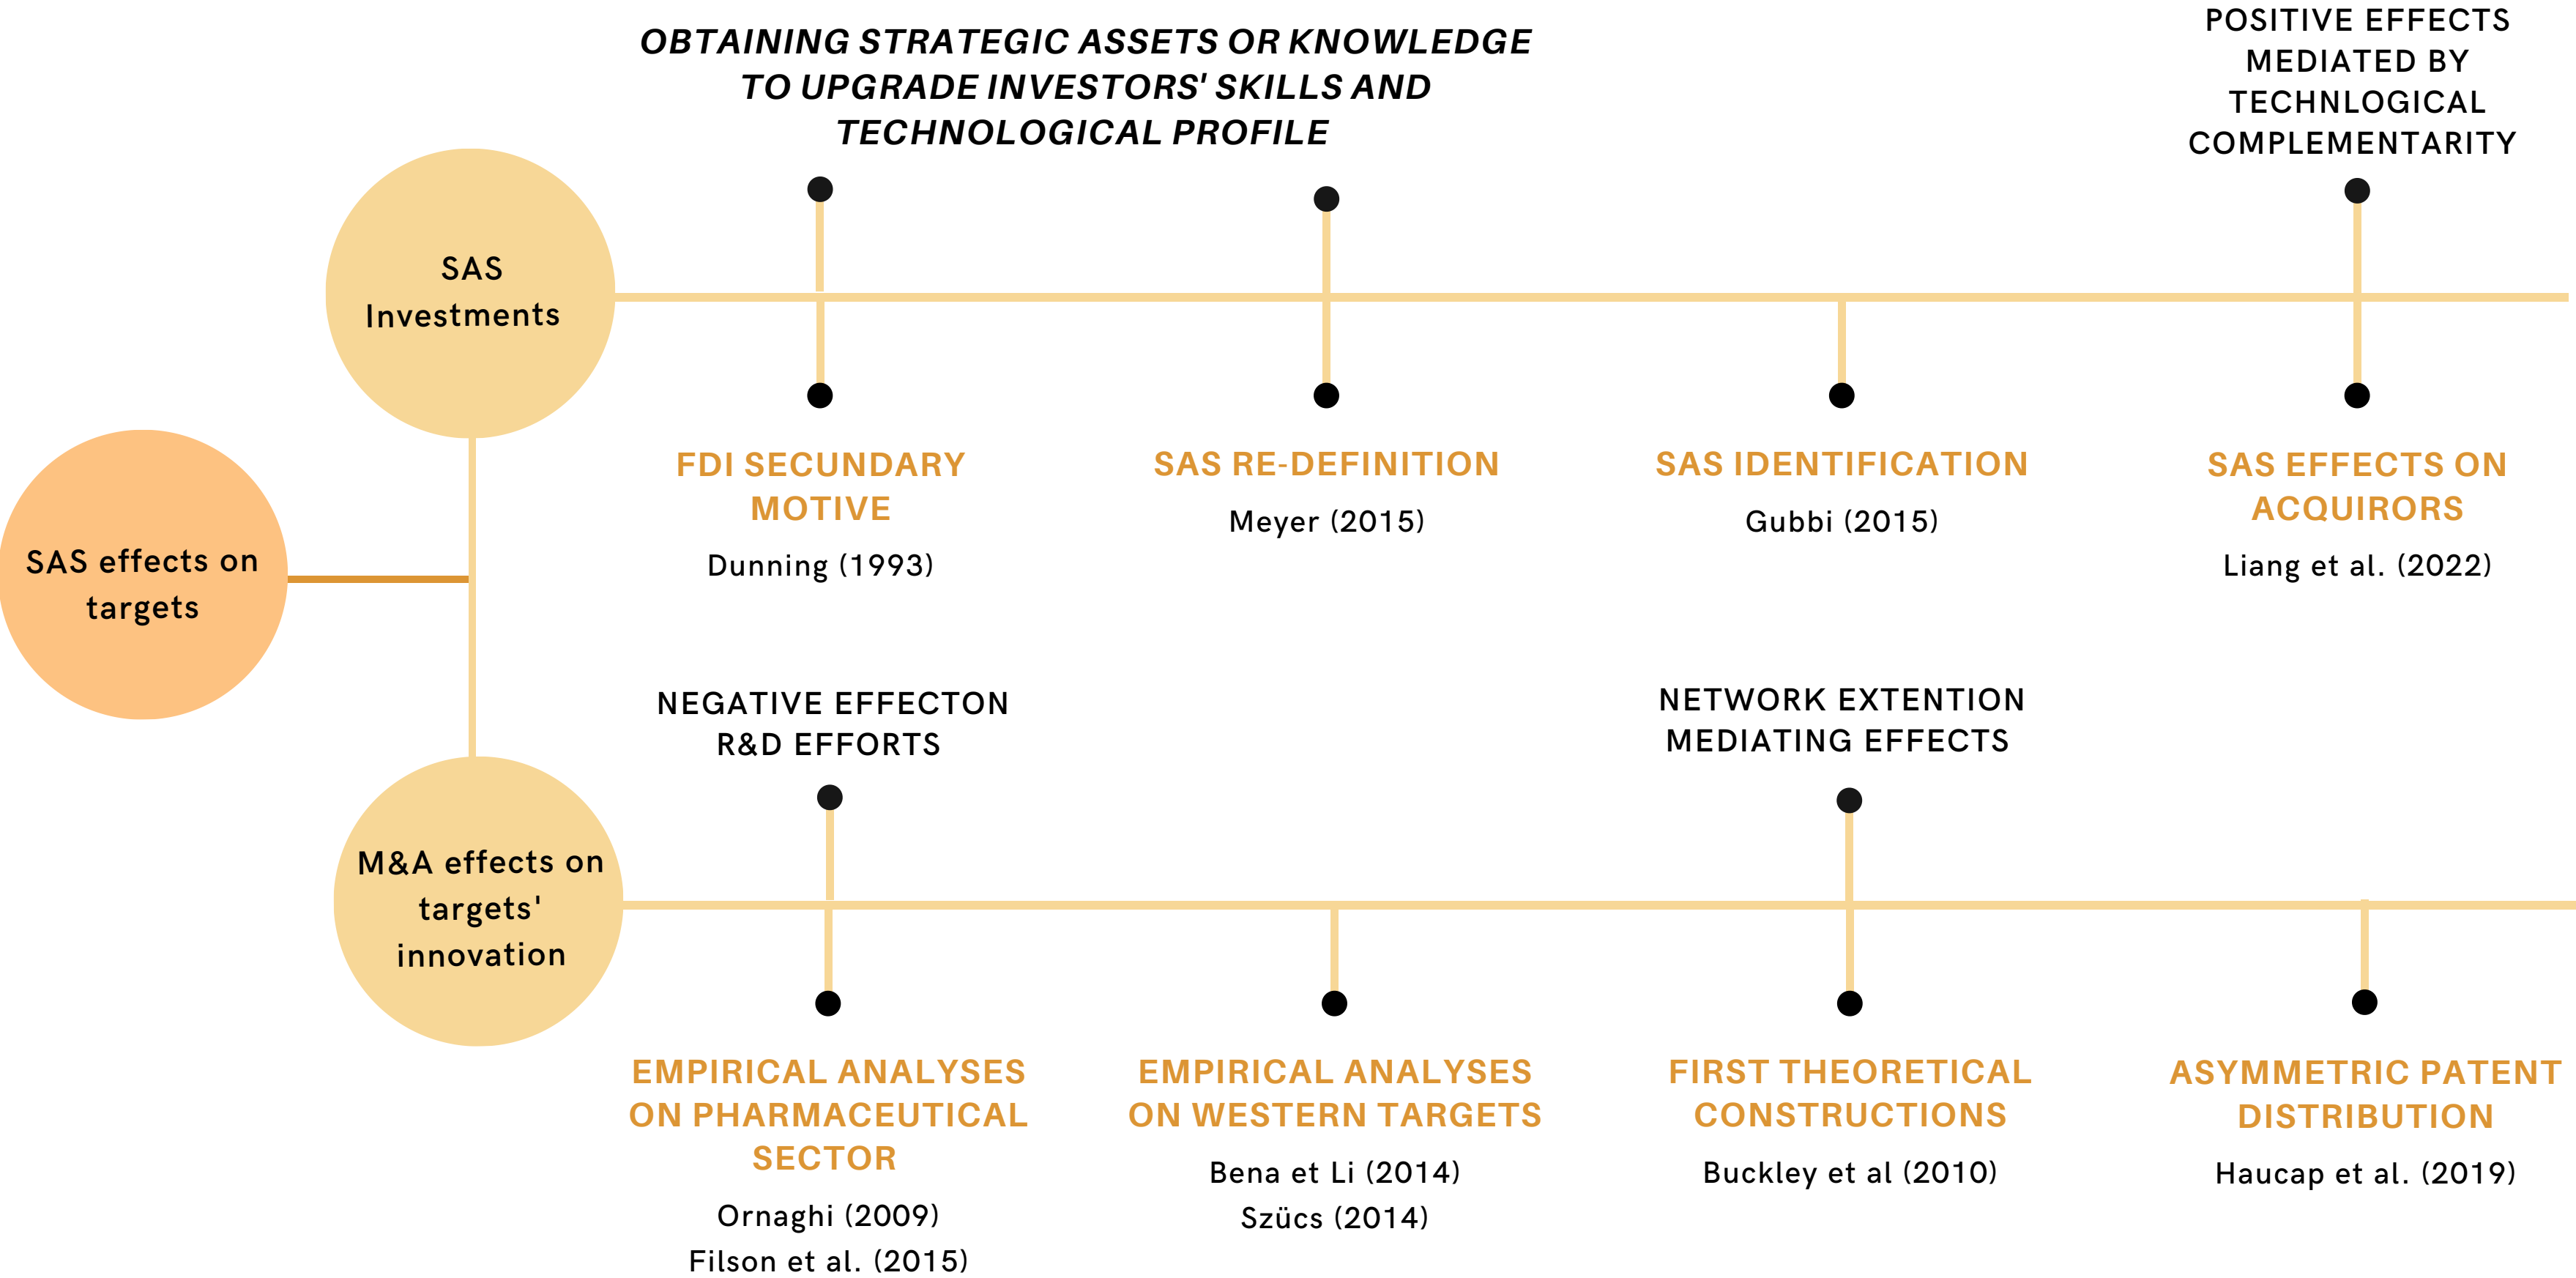 OBTAINING STRATEGIC ASSETS OR KNOWLEDGE
TO UPGRADE INVESTORS' SKILLS AND
TECHNOLOGICAL PROFILE
POSITIVE EFFECTS
MEDIATED BY
TECHNLOGICAL
COMPLEMENTARITY
SAS
Investments
FDI SECUNDARY
MOTIVE
Dunning (1993)
SAS RE-DEFINITION
Meyer (2015)
SAS IDENTIFICATION
Gubbi (2015)
SAS EFFECTS ON
ACQUIRORS
Liang et al. (2022)
SAS effects on
targets
NEGATIVE EFFECTON
R&D EFFORTS
NETWORK EXTENTION
MEDIATING EFFECTS
M&A effects on
targets'
innovation
EMPIRICAL ANALYSES
ON PHARMACEUTICAL
SECTOR
Ornaghi (2009)
Filson et al. (2015)
EMPIRICAL ANALYSES
ON WESTERN TARGETS
Bena et Li (2014)
Szücs (2014)
FIRST THEORETICAL
CONSTRUCTIONS
Buckley et al (2010)
ASYMMETRIC PATENT
DISTRIBUTION
Haucap et al. (2019)